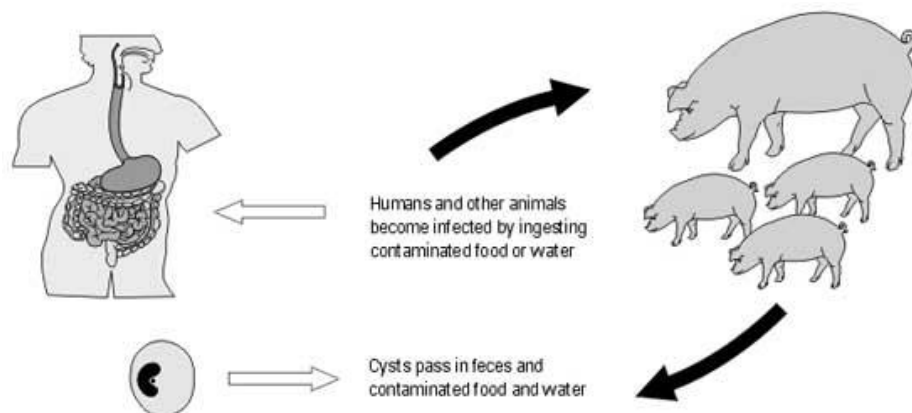 Humans and other animals
become infected by ingesting
contaminated food or water
Cysts pass in feces and
contaminated food and water